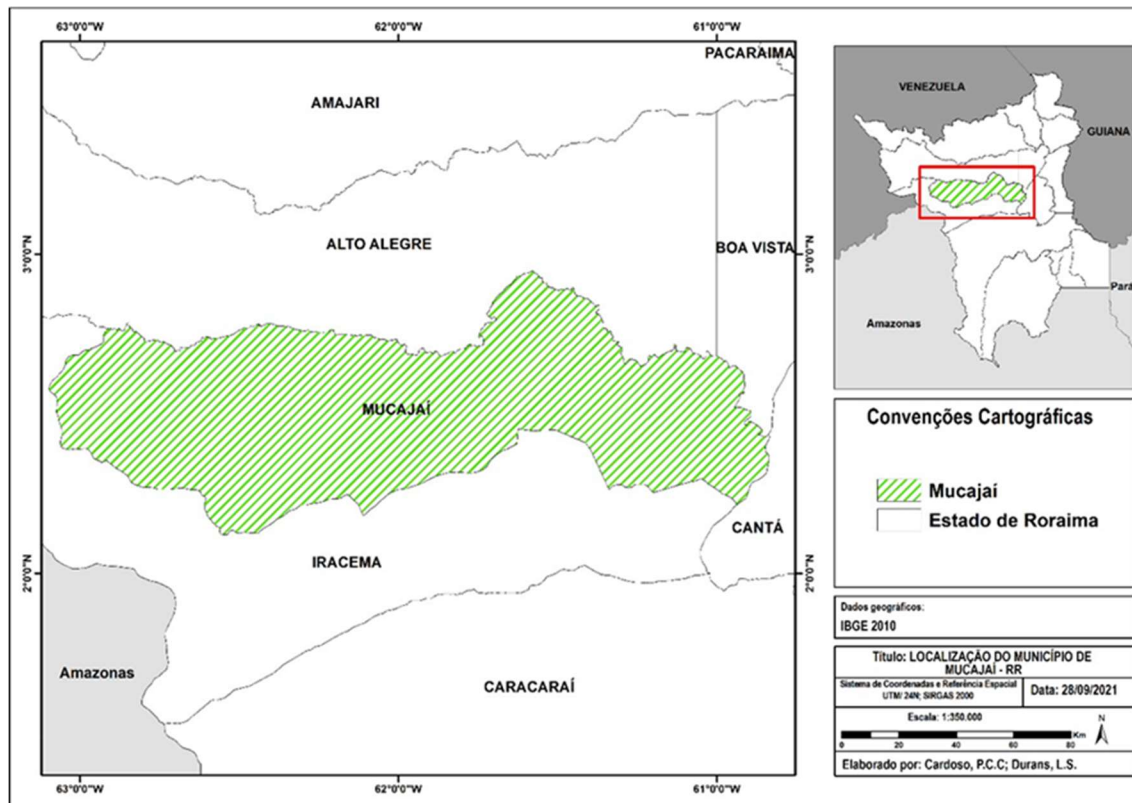 63°0'0"W
62°0'0"W
61°0'0"W
PACARAIMA
AMAJARI
ALTO ALEGRE
BOA VISTA
3°0'0"N
3°0'0"N
MUCAJAÍ
CANTÁ
IRACEMA
2°0'0"N
2°0'0"N
Amazonas
CARACARAÍ
63°0'0"W
62°0'0"W
61°0'0"W
VENEZUELA
GUIANA
Pará
Amazonas
Convenções Cartográficas
Mucajaí
Estado de Roraima
Dados geográficos:
IBGE 2010
Título: LOCALIZAÇÃO DO MUNICÍPIO DE
MUCAJAÍ - RR
Sistema de Coordenadas e Referência Espacial
UTM/ 24N; SIRGAS 2000
Data: 28/09/2021
Escala: 1:350.000
N
Km
0 10 20 40 60 80
Elaborado por: Cardoso, P.C.C; Durans, L.S.